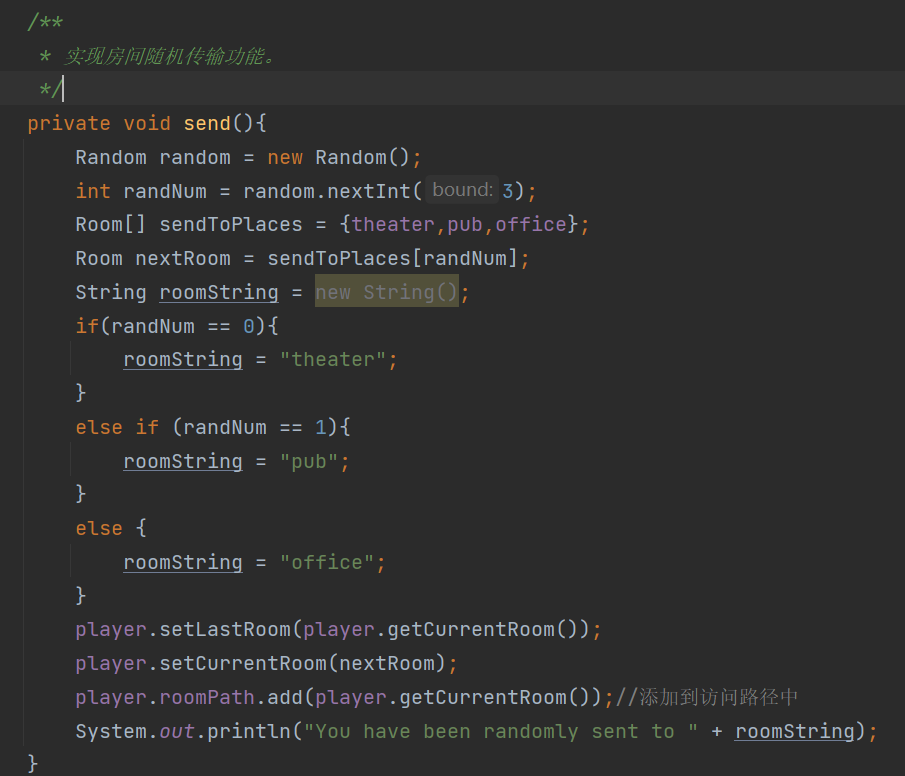 /**
 * 实现房间随机传输功能。
 */
private void send(){
    Random random = new Random();
    int randNum = random.nextInt( bound: 3);
    Room[] sendToPlaces = {theater,pub,office};
    Room nextRoom = sendToPlaces[randNum];
    String roomString = new String();
    if(randNum == 0){
        roomString = "theater";
    }
    else if (randNum == 1){
        roomString = "pub";
    }
    else {
        roomString = "office";
    }
    player.setLastRoom(player.getCurrentRoom());
    player.setCurrentRoom(nextRoom);
    player.roomPath.add(player.getCurrentRoom());//添加到访问路径中
    System.out.println("You have been randomly sent to " + roomString);
}